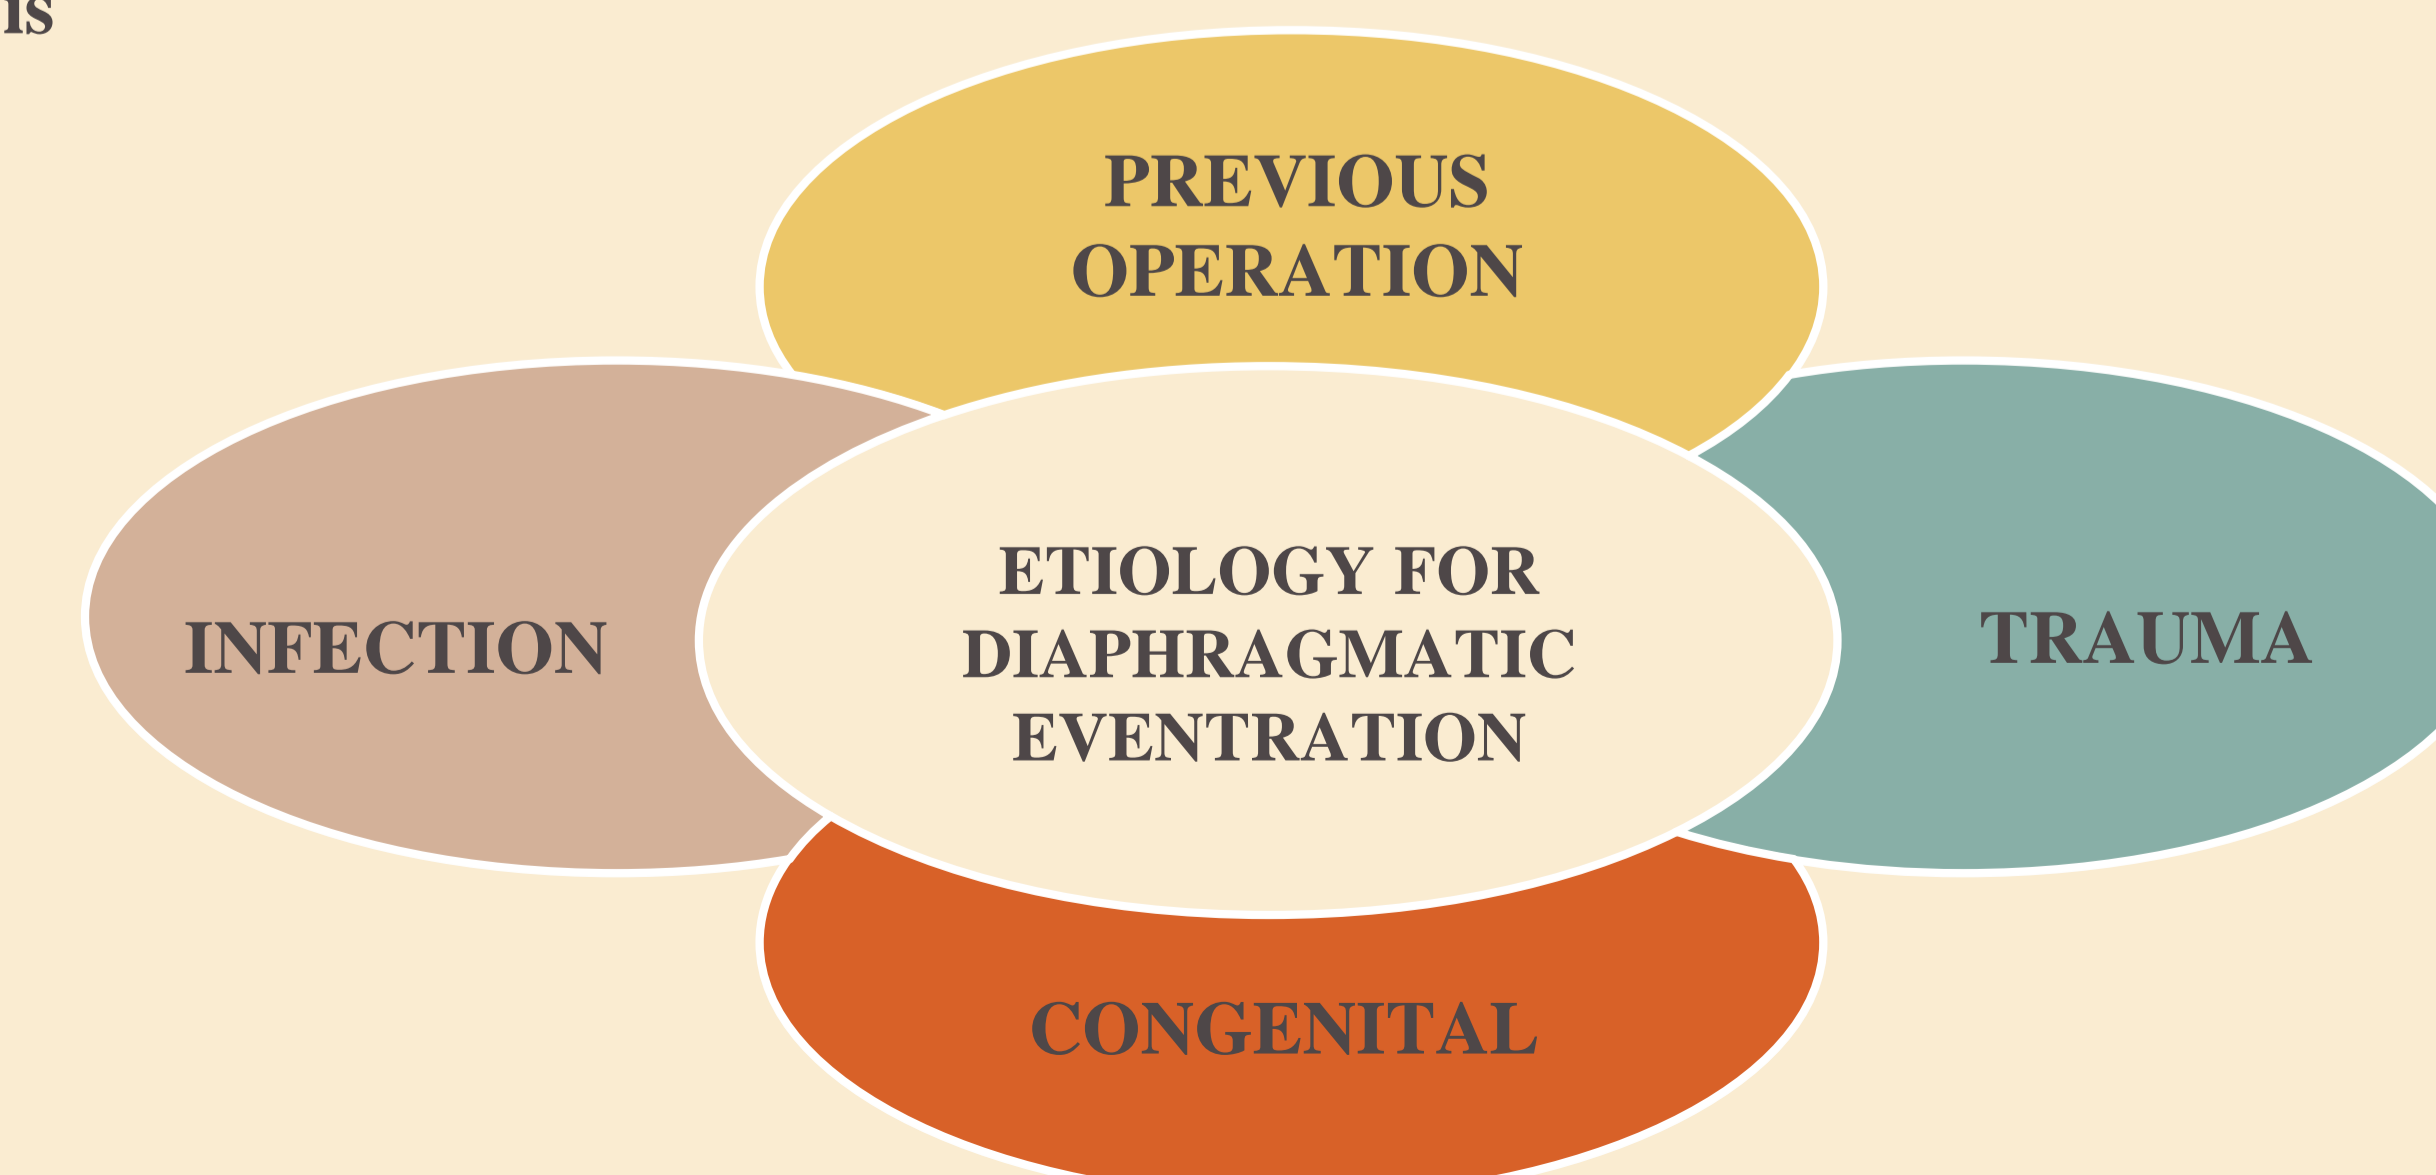 is
PREVIOUS
OPERATION
INFECTION
ETIOLOGY FOR
DIAPHRAGMATIC
EVENTRATION
TRAUMA
CONGENITAL